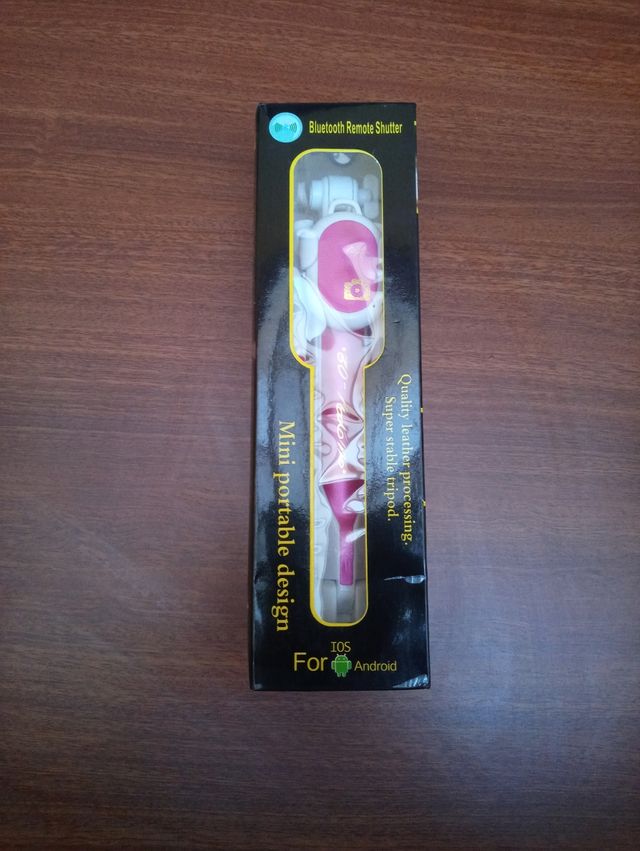 Bluetooth Remote Shutter
Quality leather processing.
Super stable tripod.
Mini portable design
IOS
For Android